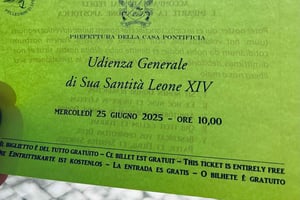 PREFETTURA DELLA CASA PONTIFICIA
Udienza Generale
di Sua Santità Leone XIV
MERCOLEDÌ 25 GIUGNO 2025 - ORE 10,00
IL BIGLIETTO È DEL TUTTO GRATUITO – CE BILLET EST GRATUIT – THIS TICKET IS ENTIRELY FREE
DIE EINTRITTSKARTE IST KOSTENLOS – LA ENTRADA ES GRATIS – O BILHETE É GRATUITO